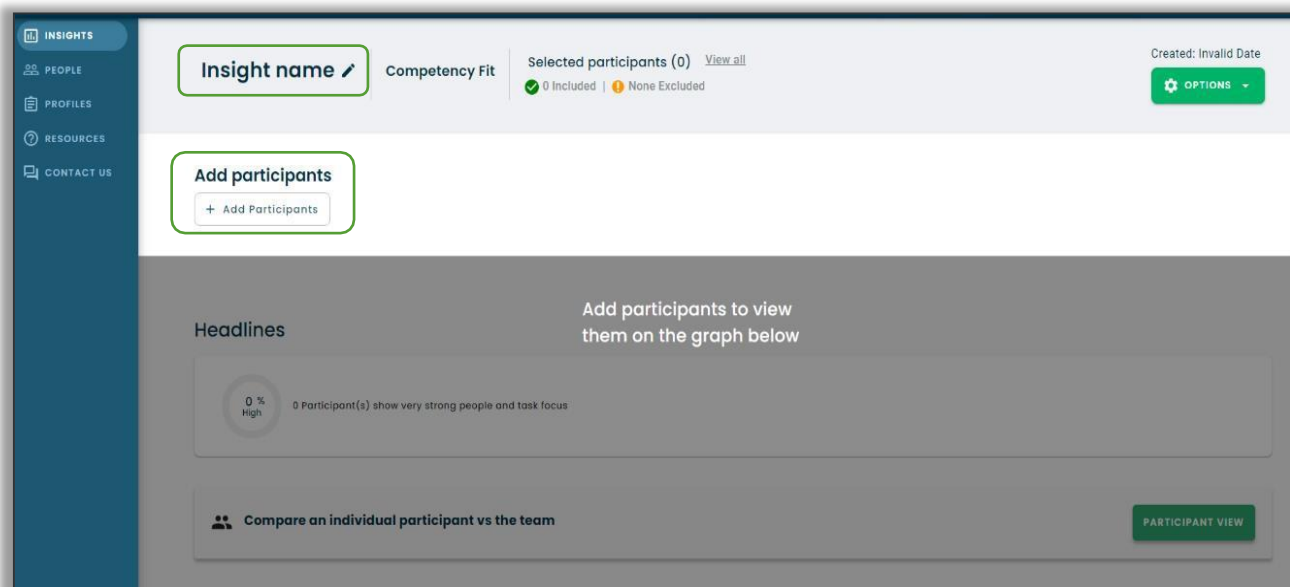 INSIGHTS
PEOPLE
PROFILES
RESOURCES
CONTACT US
Insight name
Competency Fit
Selected participants (0) View all
0 Included | None Excluded
Created: Invalid Date
OPTIONS
Add participants
+ Add Participants
Add participants to view
them on the graph below
Headlines
0 %
High
0 Participant(s) show very strong people and task focus
Compare an individual participant vs the team
PARTICIPANT VIEW